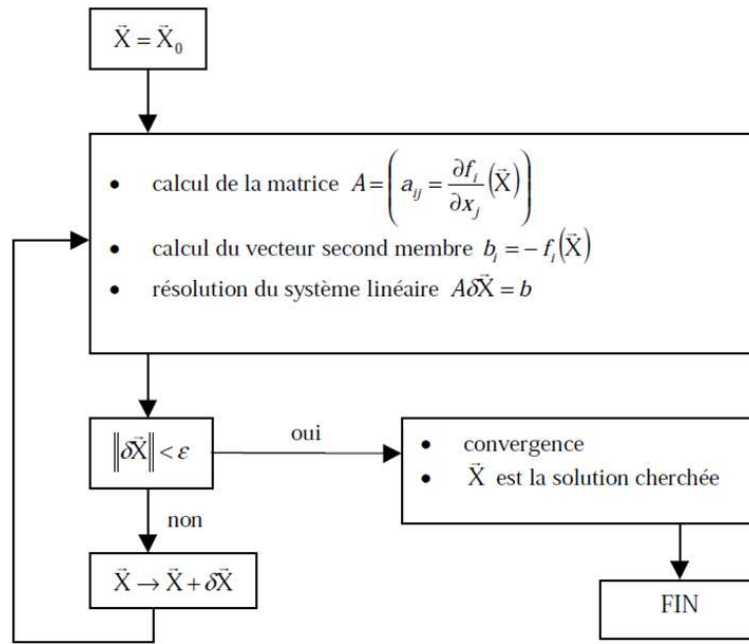 X⃗ = X⃗₀
• calcul de la matrice A = ( a_ij = ∂f_i/∂x_j (X⃗) )
• calcul du vecteur second membre b_i = − f_i(X⃗)
• résolution du système linéaire AδX⃗ = b
‖δX⃗‖ < ε
oui
• convergence
• X⃗ est la solution cherchée
non
X⃗ → X⃗ + δX⃗
FIN